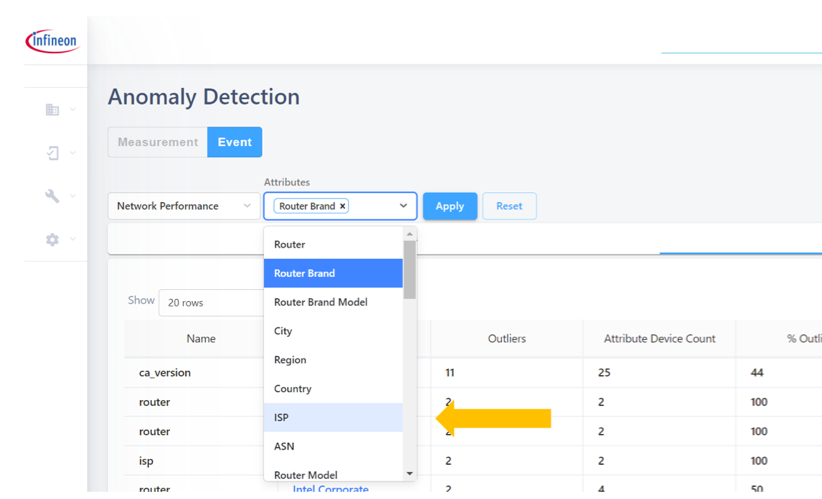 infineon
Anomaly Detection
Measurement Event
Attributes
Network Performance Router Brand × Apply Reset
Router
Router Brand
Show 20 rows
Router Brand Model
City
Name Outliers Attribute Device Count % Outli
Region
ca_version 11 25 44
Country
router 2 2 100
ISP
router 2 100
ASN
isp 2 2 100
Router Model
router Intel Corporate 2 4 50